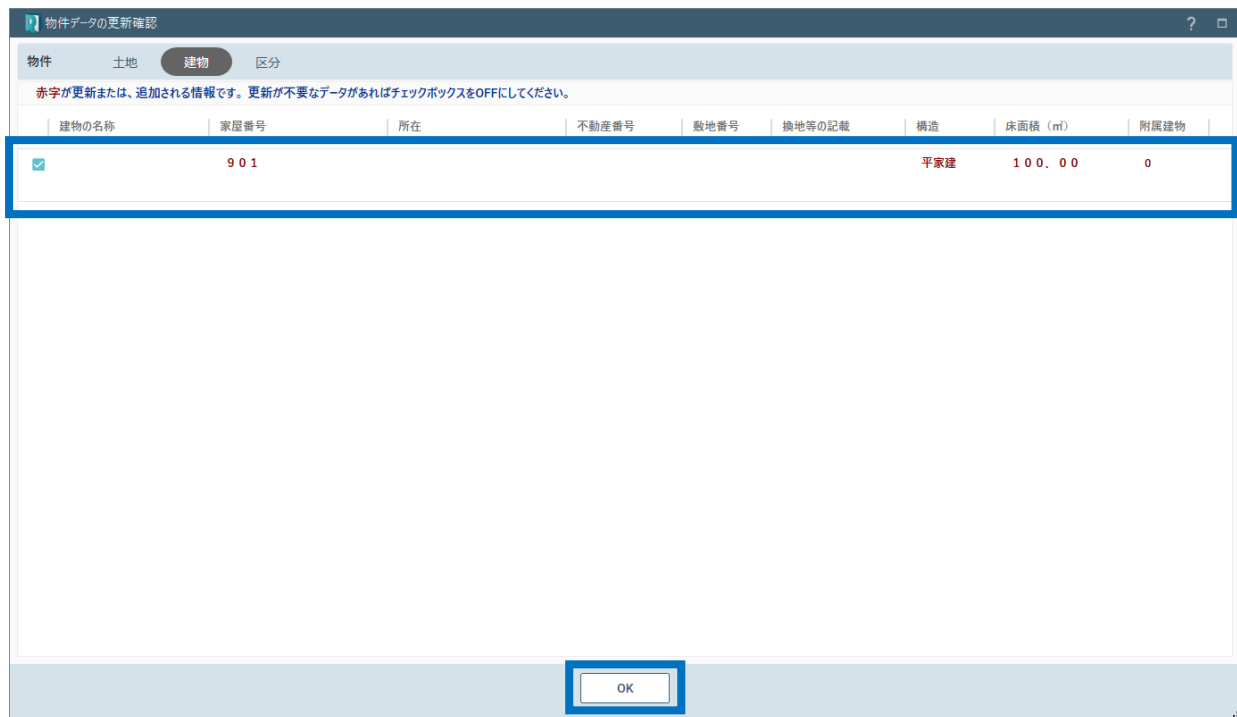 物件データの更新確認 ?
物件 土地 建物 区分
赤字が更新または、追加される情報です。更新が不要なデータがあればチェックボックスをOFFにしてください。
建物の名称 家屋番号 所在 不動産番号 敷地番号 換地等の記載 構造 床面積（㎡） 附属建物
９０１ 平家建 １００．００ 0
OK